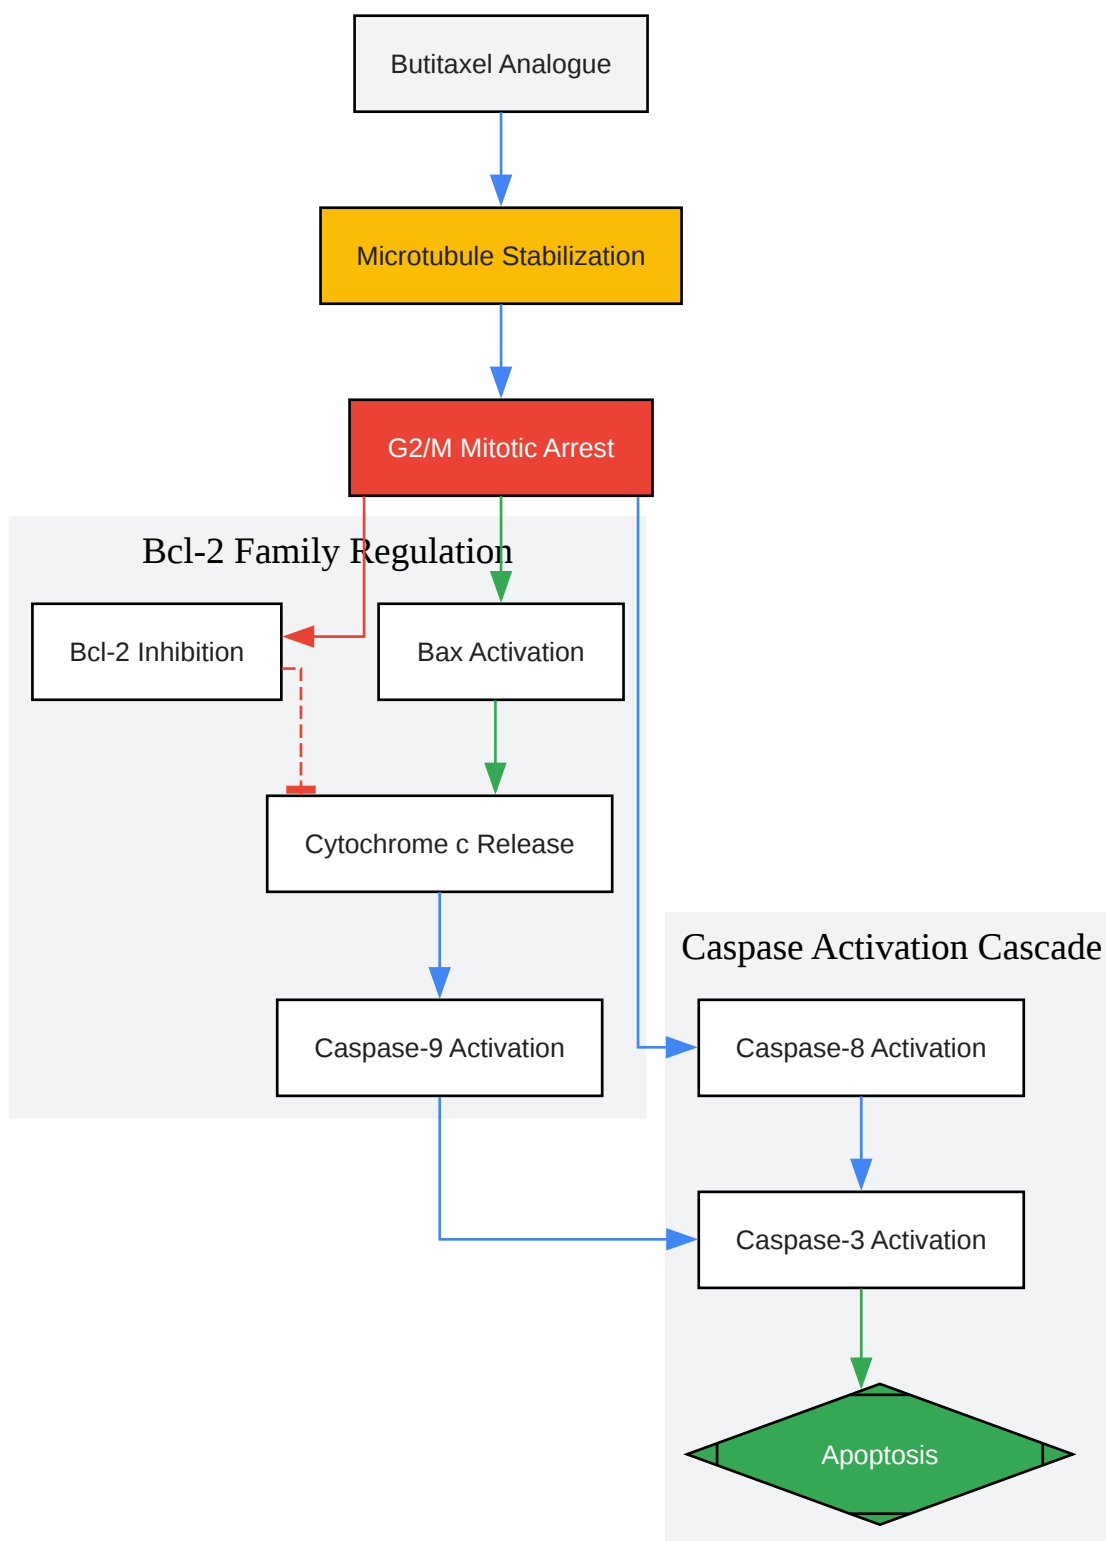 Butitaxel Analogue
Microtubule Stabilization
G2/M Mitotic Arrest
Bcl-2 Family Regulation
Bcl-2 Inhibition
Bax Activation
Cytochrome c Release
Caspase-9 Activation
Caspase Activation Cascade
Caspase-8 Activation
Caspase-3 Activation
Apoptosis